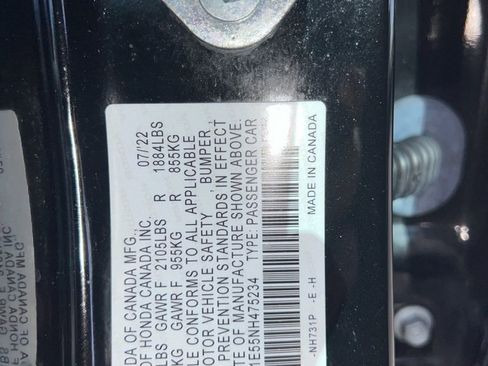 DA OF CANADA MFG. 07/22
OF HONDA CANADA INC.
LBS GAWR F 2105LBS R 1884LBS
KG GAWR F 955KG R 855KG
LE CONFORMS TO ALL APPLICABLE
OTOR VEHICLE SAFETY , BUMPER,
PREVENTION STANDARDS IN EFFECT
TE OF MANUFACTURE SHOWN ABOVE.
1E55NH475234 TYPE: PASSENGER CAR
-NH731P -E -H MADE IN CANADA